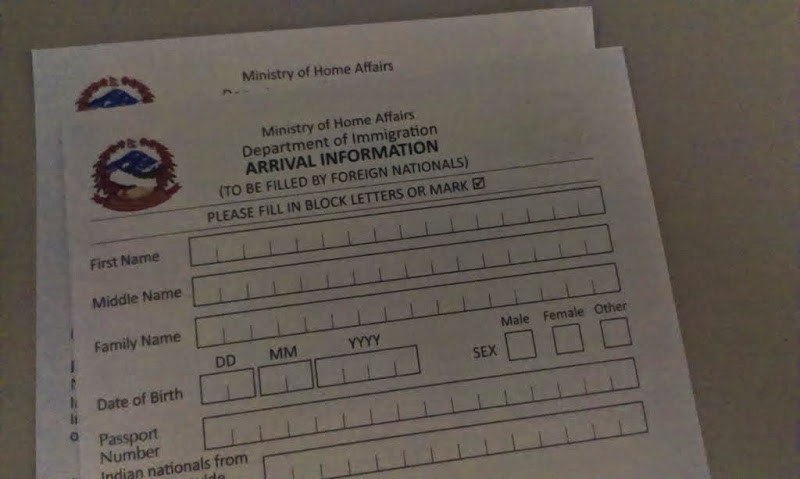 Ministry of Home Affairs
Ministry of Home Affairs
Department of Immigration
ARRIVAL INFORMATION
(TO BE FILLED BY FOREIGN NATIONALS)
PLEASE FILL IN BLOCK LETTERS OR MARK ☑
First Name
Middle Name
Family Name
DD MM YYYY
Male Female Other
SEX
Date of Birth
Passport
Number
Indian nationals from